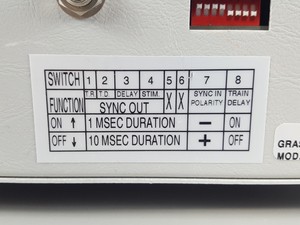 SWITCH 1 2 3 4 5 6 7 8
FUNCTION T.R. T.D. DELAY STIM. X X SYNC IN POLARITY TRAIN DELAY
SYNC OUT
ON ↑ 1 MSEC DURATION − ON
OFF ↓ 10 MSEC DURATION + OFF
GRAS
MOD